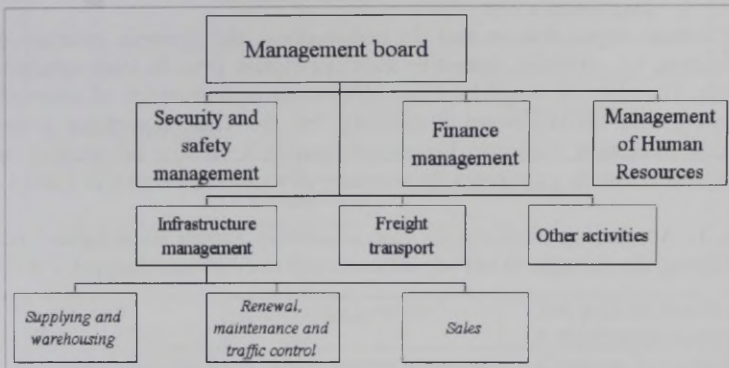 Management board
Security and
safety
management
Finance
management
Management
of Human
Resources
Infrastructure
management
Freight
transport
Other activities
Supplying and
warehousing
Renewal,
maintenance and
traffic control
Sales